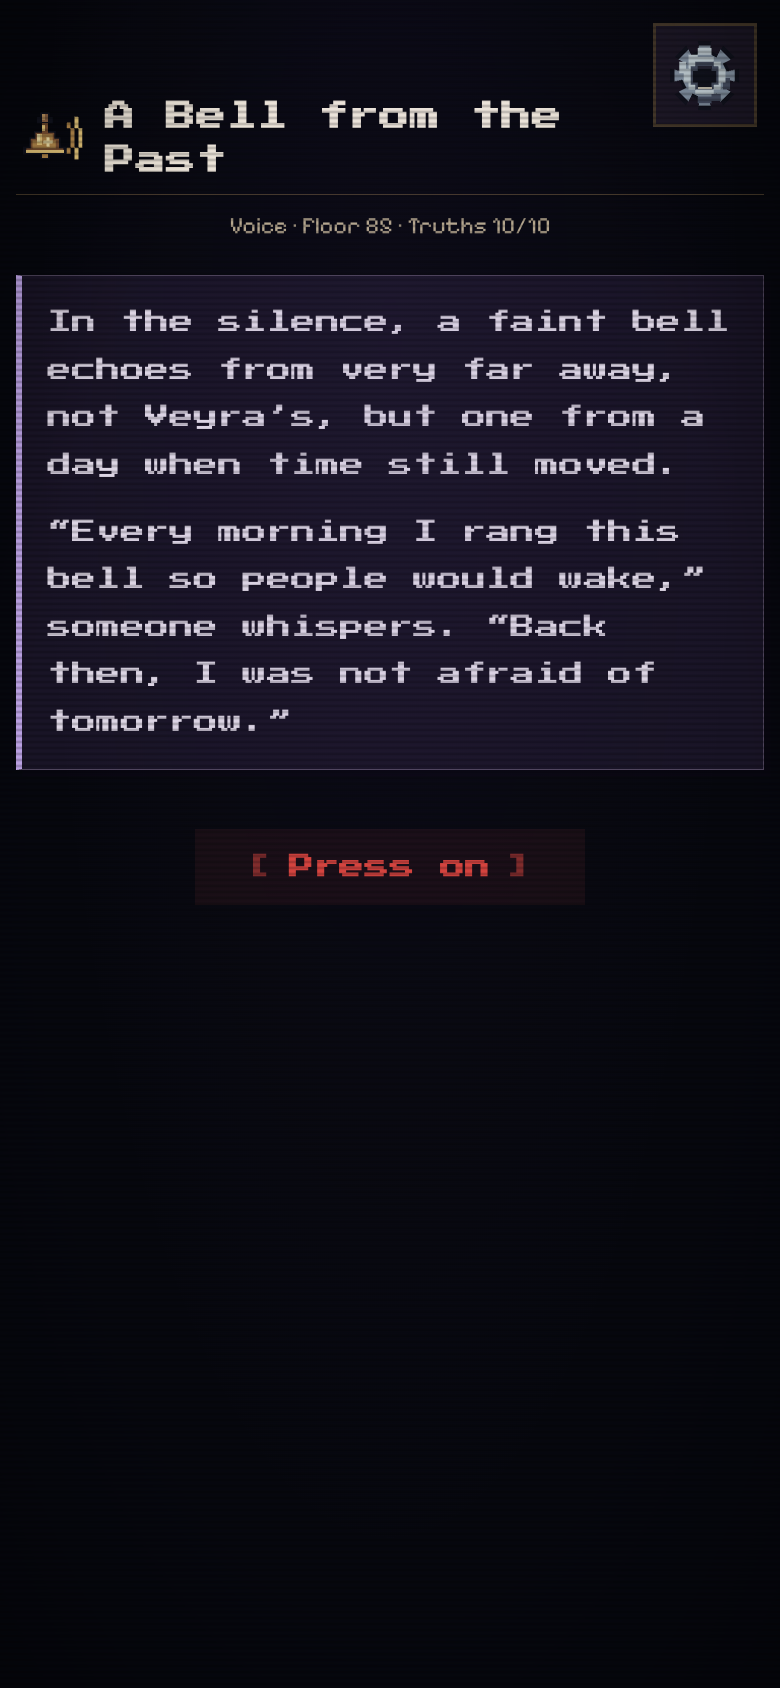 A Bell from the
Past
Voice · Floor 89 · Truths 10/10
In the silence, a faint bell
echoes from very far away,
not Veyra's, but one from a
day when time still moved.
“Every morning I rang this
bell so people would wake,”
someone whispers. “Back
then, I was not afraid of
tomorrow.”
[ Press on ]